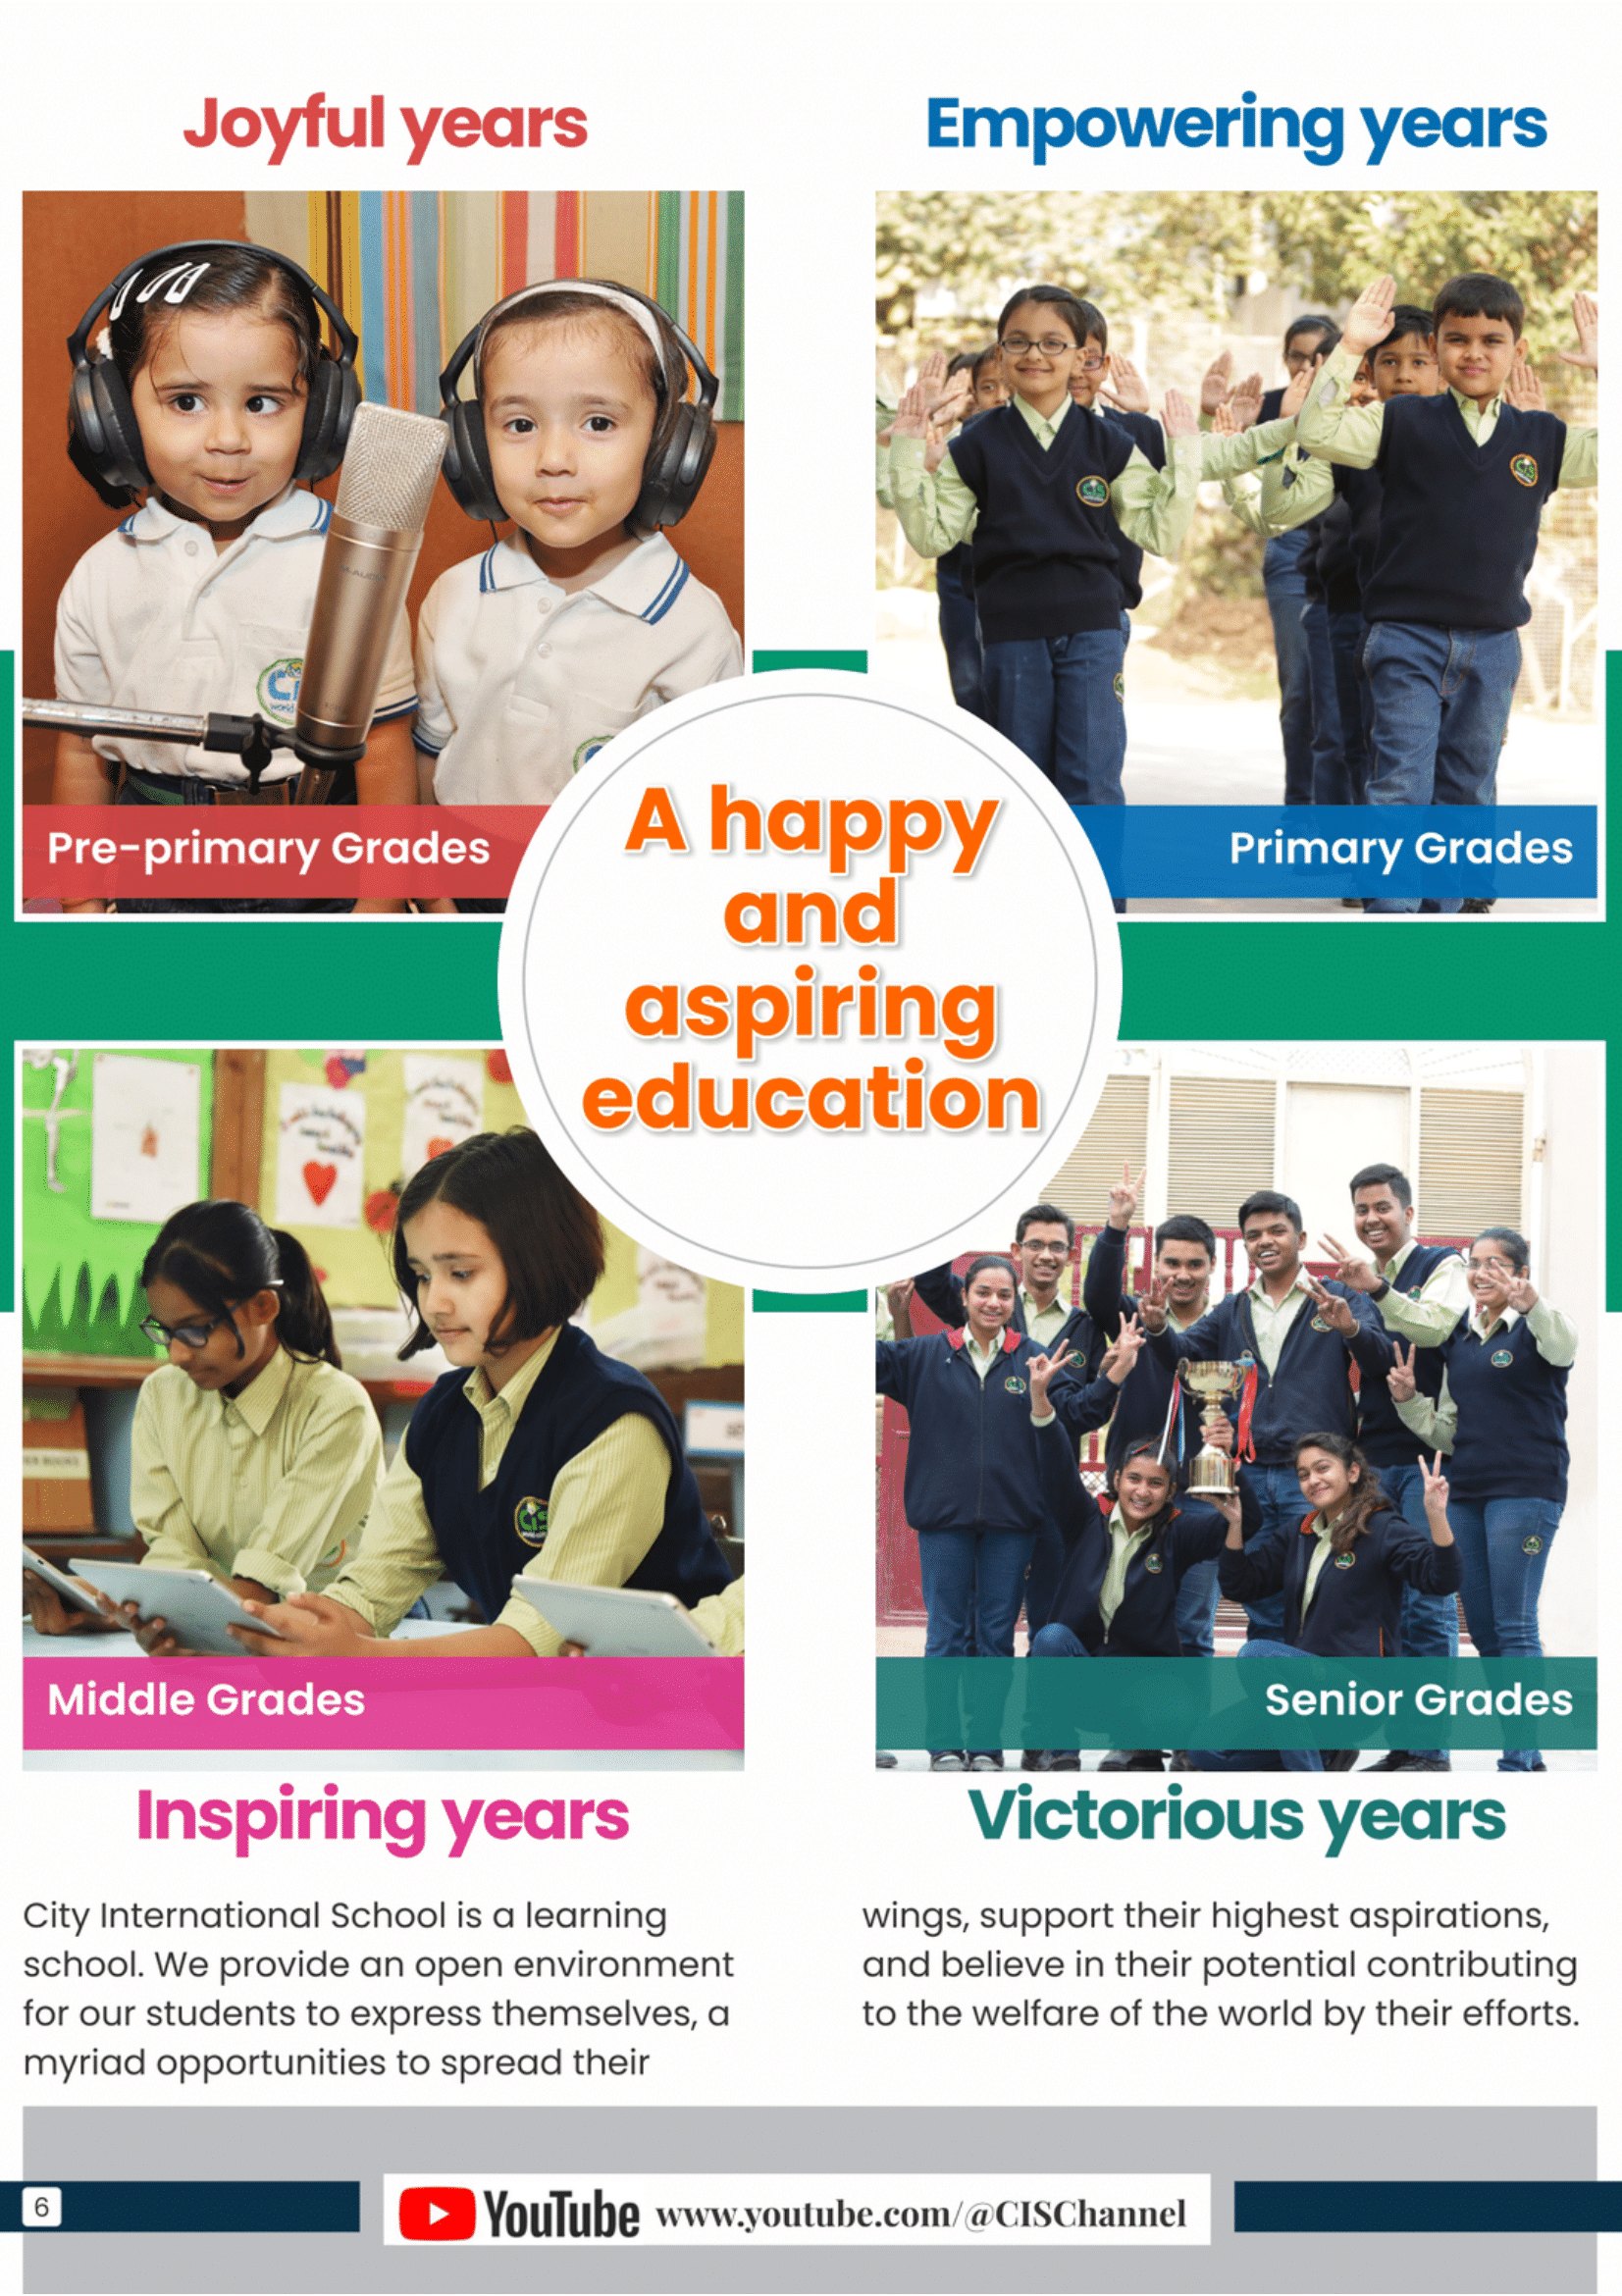 Joyful years
Empowering years
Pre-primary Grades
Primary Grades
A happy
and
aspiring
education
Middle Grades
Senior Grades
Inspiring years
Victorious years
City International School is a learning
school. We provide an open environment
for our students to express themselves, a
myriad opportunities to spread their
wings, support their highest aspirations,
and believe in their potential contributing
to the welfare of the world by their efforts.
6
YouTube www.youtube.com/@CISChannel